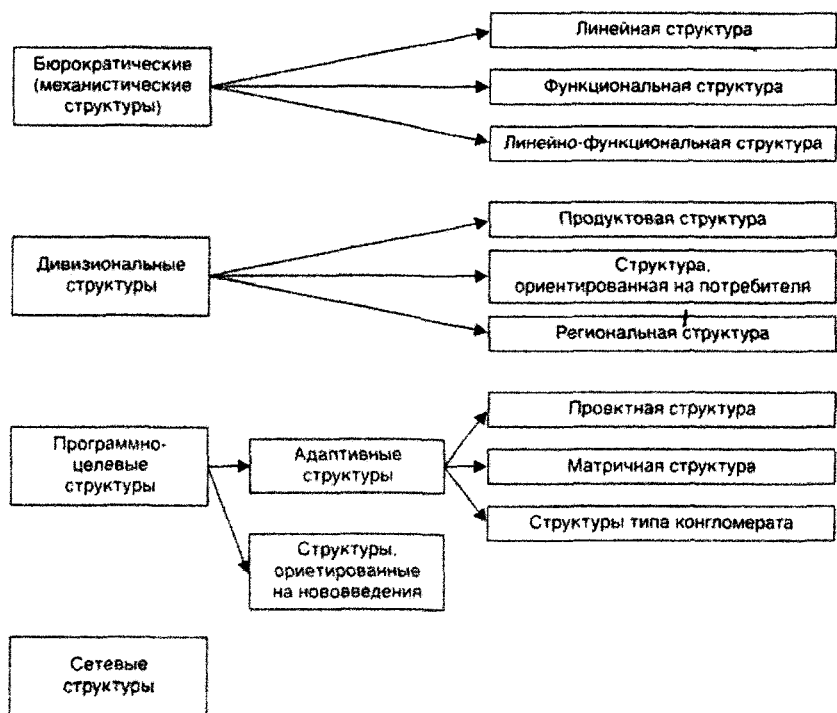 Бюрократические
(механистические
структуры)
Линейная структура
Функциональная структура
Линейно-функциональная структура
Дивизиональные
структуры
Продуктовая структура
Структура,
ориентированная на потребителя
Региональная структура
Программно-
целевые
структуры
Адаптивные
структуры
Проектная структура
Матричная структура
Структуры типа конгломерата
Структуры,
ориетированные
на нововведения
Сетевые
структуры